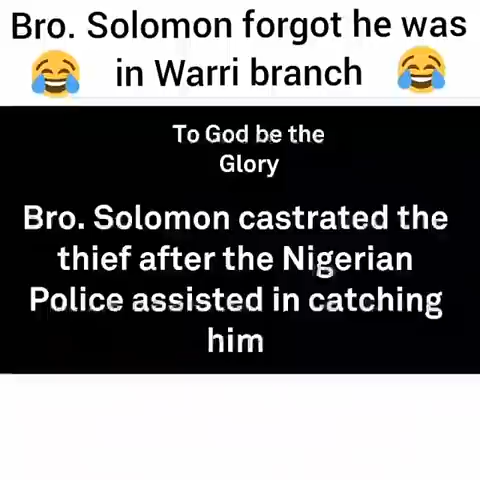 Bro. Solomon forgot he was
😂 in Warri branch 😂
To God be the
Glory
Bro. Solomon castrated the
thief after the Nigerian
Police assisted in catching
him